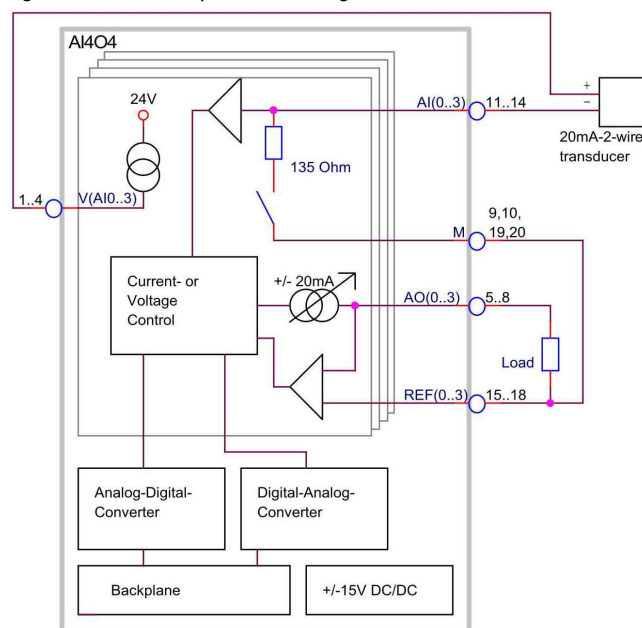 AI4O4
24V
AI(0..3)
11..14
+
−
20mA-2-wire
transducer
135 Ohm
1..4
V(AI0..3)
9,10,
19,20
M
Current- or
Voltage
Control
+/- 20mA
AO(0..3)
5..8
Load
REF(0..3)
15..18
Analog-Digital-
Converter
Digital-Analog-
Converter
Backplane
+/-15V DC/DC